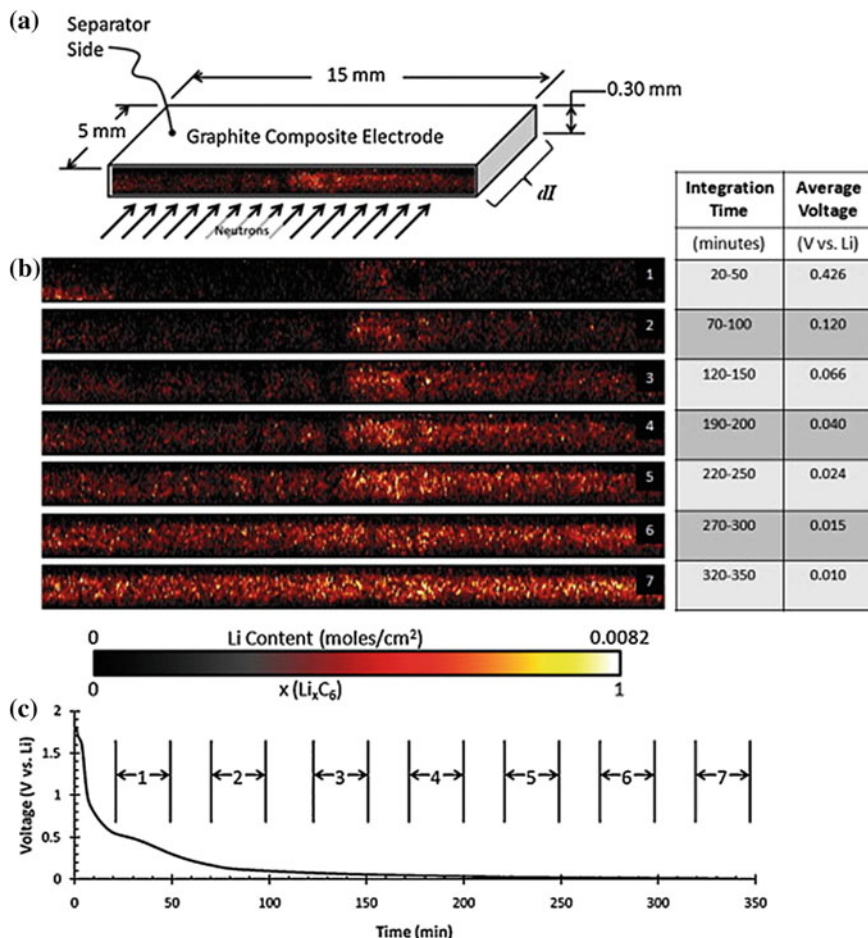 (a)
Separator
Side
15 mm
0.30 mm
5 mm
Graphite Composite Electrode
dI
Neutrons
Integration Time
Average Voltage
(minutes)
(V vs. Li)
(b)
1
20-50
0.426
2
70-100
0.120
3
120-150
0.066
4
190-200
0.040
5
220-250
0.024
6
270-300
0.015
7
320-350
0.010
0
Li Content (moles/cm²)
0.0082
0
x (LiₓC₆)
1
(c)
Voltage (V vs. Li)
2
1.5
1
0.5
0
1
2
3
4
5
6
7
0
50
100
150
200
250
300
350
Time (min)